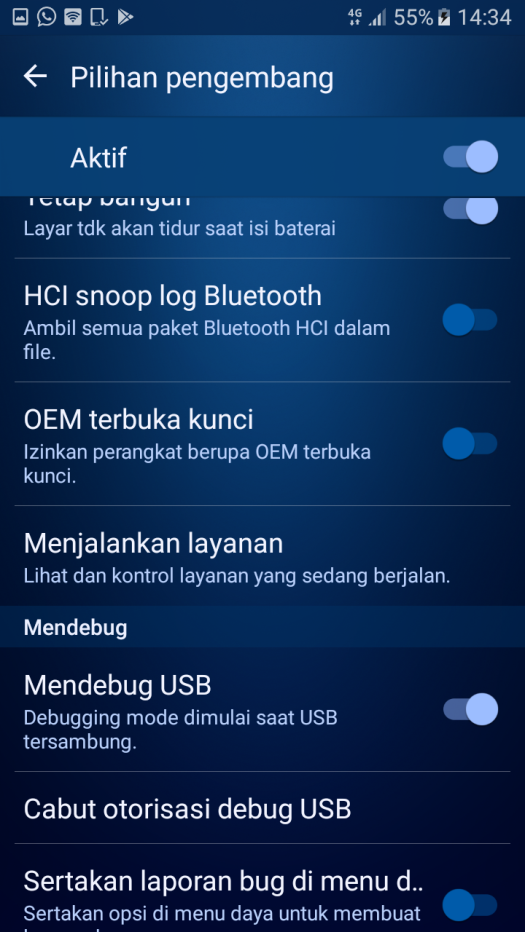 4G 55% 14:34
Pilihan pengembang
Aktif
Tetap bangun
Layar tdk akan tidur saat isi baterai
HCI snoop log Bluetooth
Ambil semua paket Bluetooth HCI dalam
file.
OEM terbuka kunci
Izinkan perangkat berupa OEM terbuka
kunci.
Menjalankan layanan
Lihat dan kontrol layanan yang sedang berjalan.
Mendebug
Mendebug USB
Debugging mode dimulai saat USB
tersambung.
Cabut otorisasi debug USB
Sertakan laporan bug di menu d..
Sertakan opsi di menu daya untuk membuat